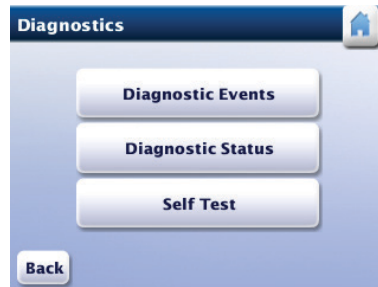 Diagnostics
Diagnostic Events
Diagnostic Status
Self Test
Back